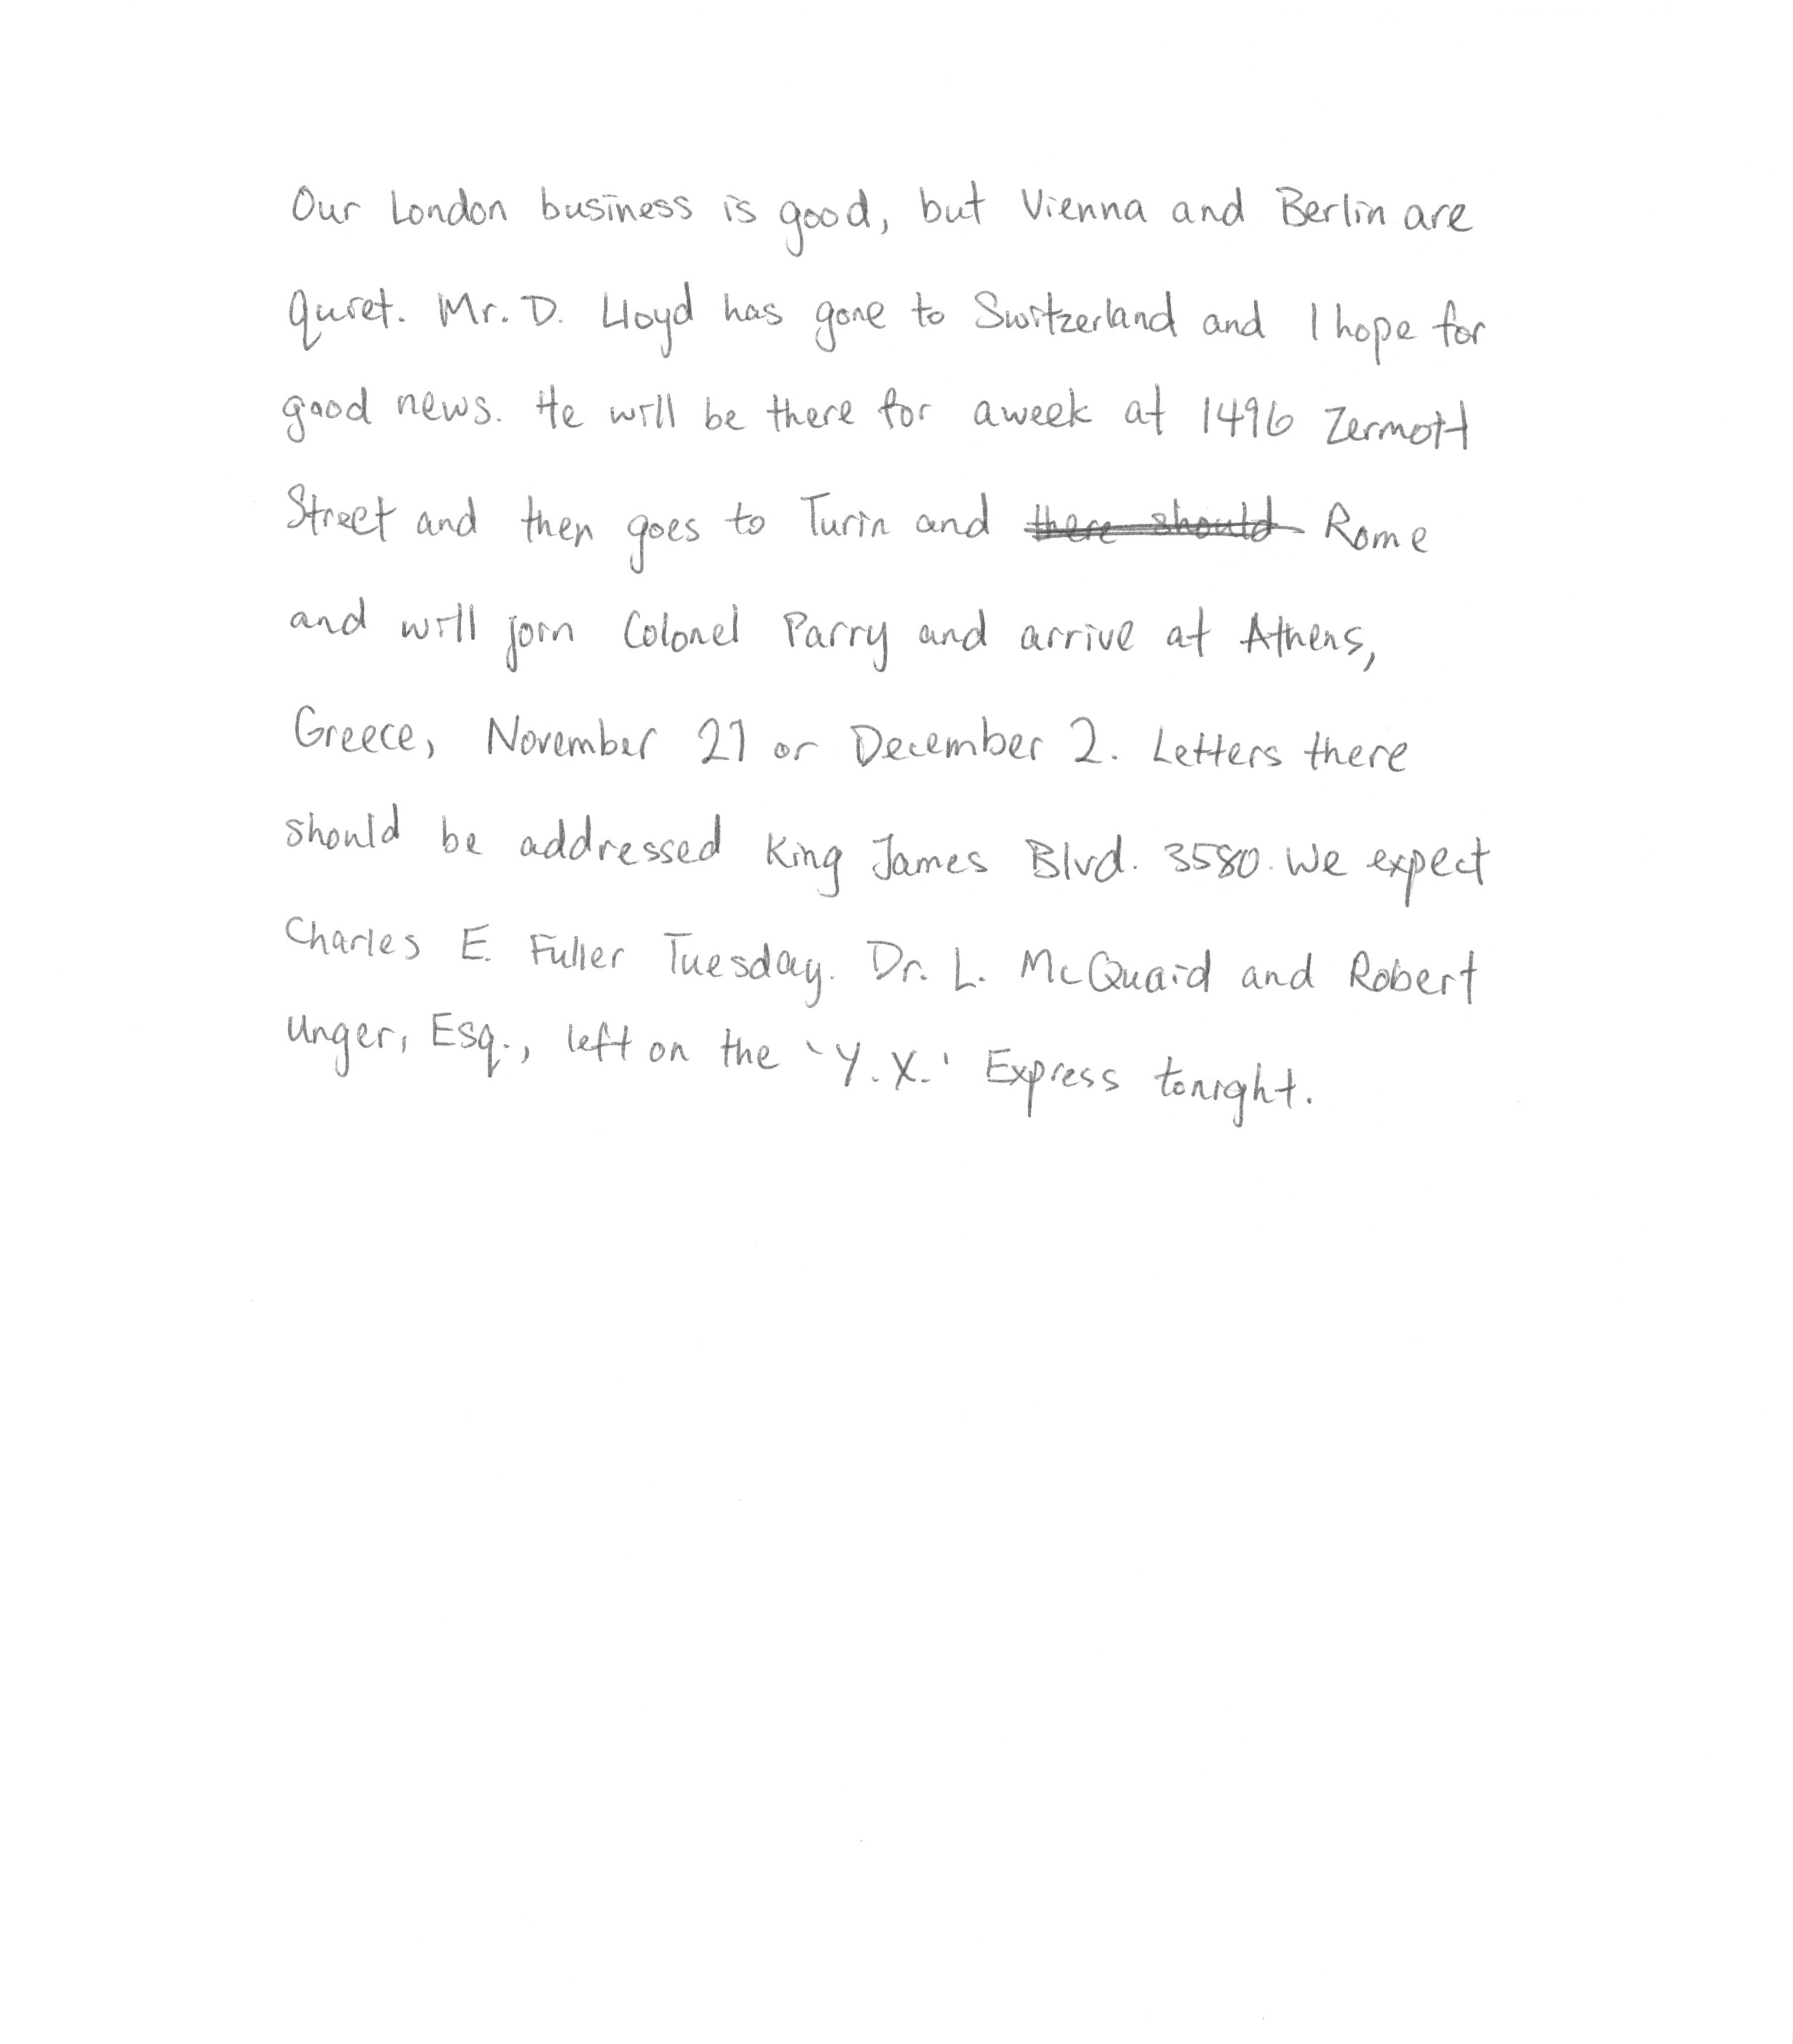 Our London business is good, but Vienna and Berlin are
quiet. Mr. D. Lloyd has gone to Switzerland and I hope for
good news. He will be there for a week at 1496 Zermott
Street and then goes to Turin and there should Rome
and will join Colonel Parry and arrive at Athens,
Greece, November 27 or December 2. Letters there
should be addressed King James Blvd. 3580. We expect
Charles E. Fuller Tuesday. Dr. L. McQuaid and Robert
Unger, Esq., left on the 'Y.X.' Express tonight.